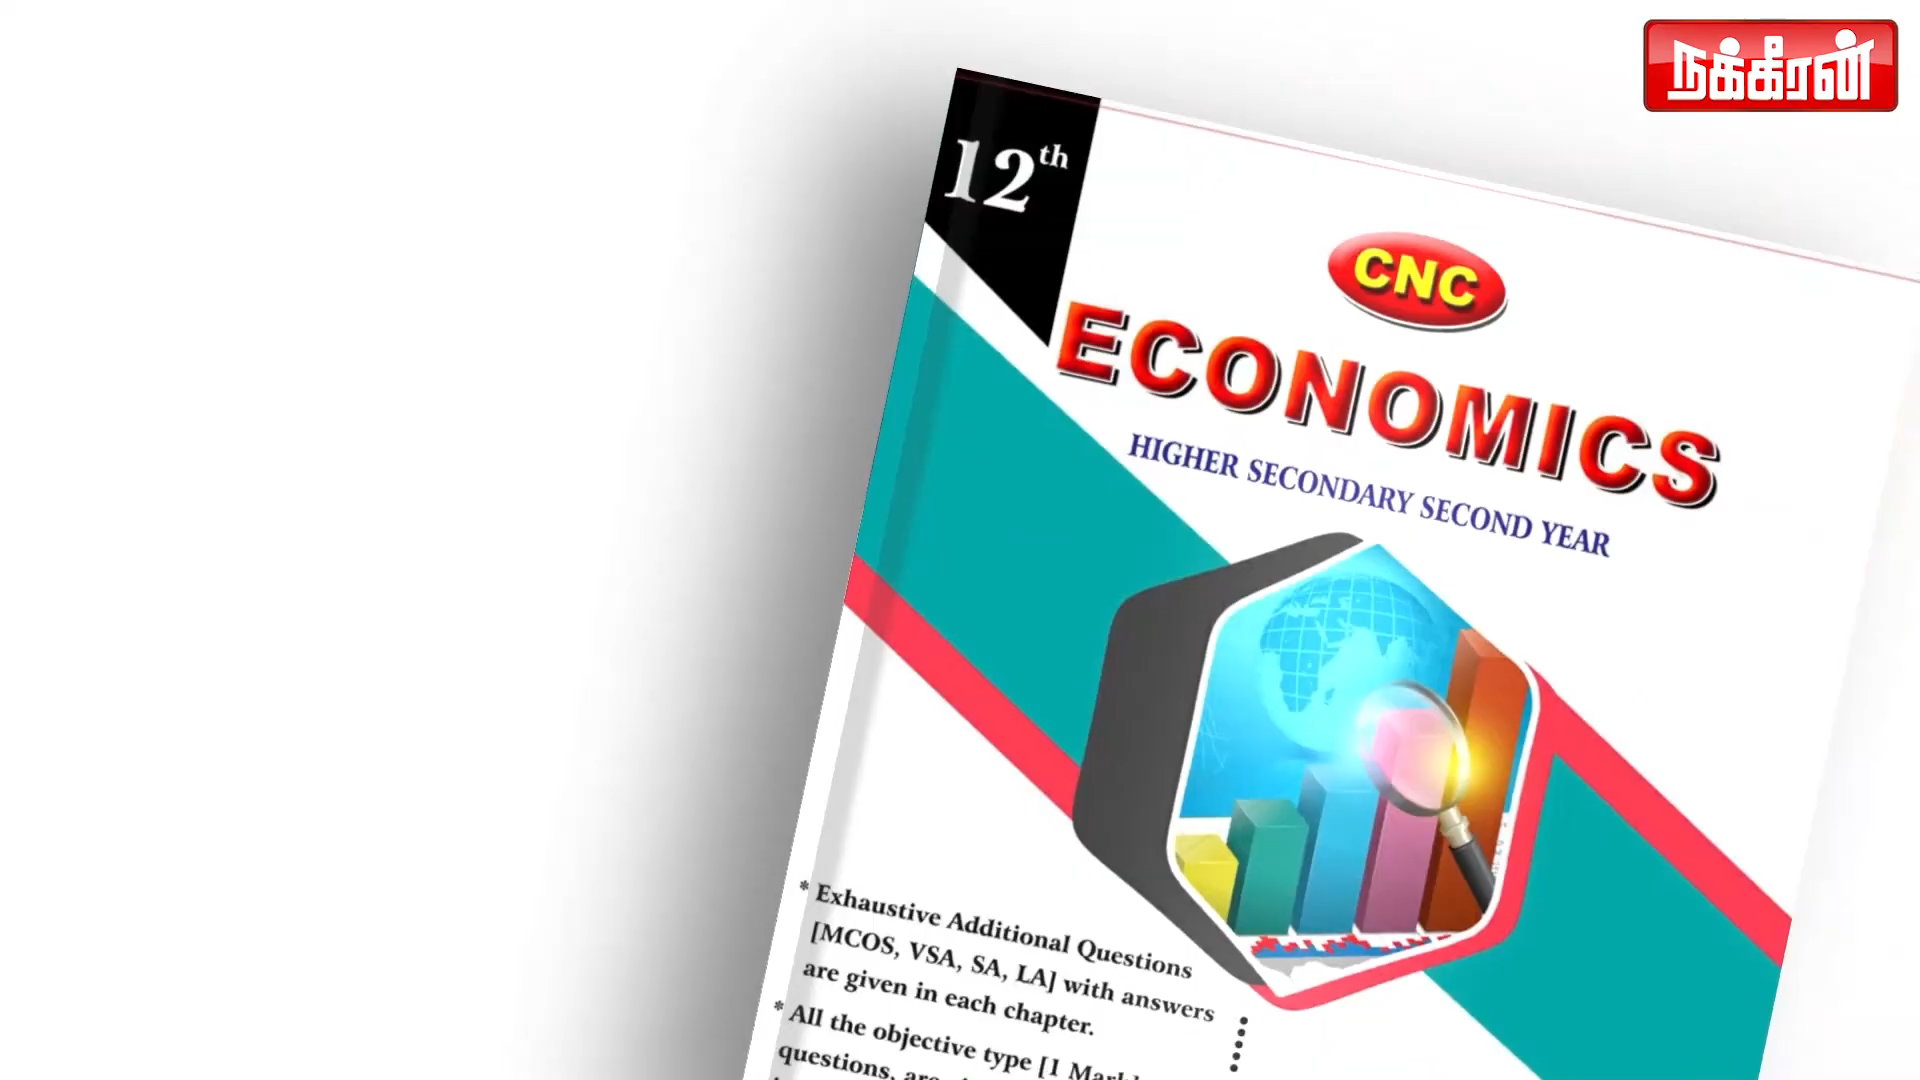 நக்கீரன்
12th
CNC
ECONOMICS
HIGHER SECONDARY SECOND YEAR
* Exhaustive Additional Questions
[MCOS, VSA, SA, LA] with answers
are given in each chapter.
* All the objective type [1
questions,